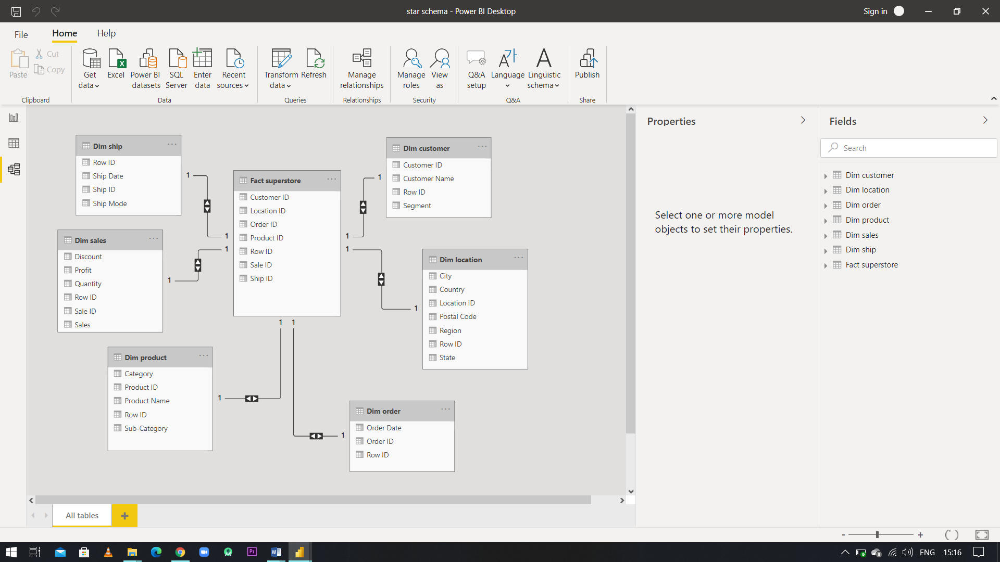 star schema - Power BI Desktop
Sign in
File
Home
Help
Paste
Cut
Copy
Clipboard
Get data
Excel
Power BI datasets
SQL Server
Enter data
Recent sources
Data
Transform data
Refresh
Queries
Manage relationships
Relationships
Manage roles
View as
Security
Q&A setup
Language
Linguistic schema
Q&A
Publish
Share
Dim ship
Row ID
Ship Date
Ship ID
Ship Mode
1
1
Dim sales
Discount
Profit
Quantity
Row ID
Sale ID
Sales
1
1
Fact superstore
Customer ID
Location ID
Order ID
Product ID
Row ID
Sale ID
Ship ID
1 1
Dim customer
Customer ID
Customer Name
Row ID
Segment
1
1
1
1
Dim location
City
Country
Location ID
Postal Code
Region
Row ID
State
Dim product
Category
Product ID
Product Name
Row ID
Sub-Category
1
1
Dim order
Order Date
Order ID
Row ID
Properties
Select one or more model
objects to set their properties.
Fields
Search
Dim customer
Dim location
Dim order
Dim product
Dim sales
Dim ship
Fact superstore
All tables
+
- +
Pr
W
ENG
15:16